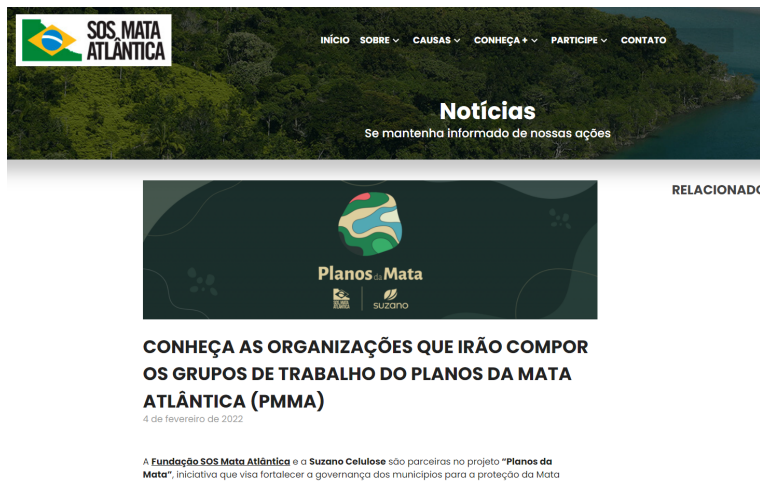 SOS MATA
ATLÂNTICA
INÍCIO SOBRE CAUSAS CONHEÇA + PARTICIPE CONTATO
Notícias
Se mantenha informado de nossas ações
RELACIONADO
Planos da Mata
SOS MATA
ATLÂNTICA
suzano
CONHEÇA AS ORGANIZAÇÕES QUE IRÃO COMPOR
OS GRUPOS DE TRABALHO DO PLANOS DA MATA
ATLÂNTICA (PMMA)
4 de fevereiro de 2022
A Fundação SOS Mata Atlântica e a Suzano Celulose são parceiras no projeto “Planos da
Mata”, iniciativa que visa fortalecer a governança dos municípios para a proteção da Mata